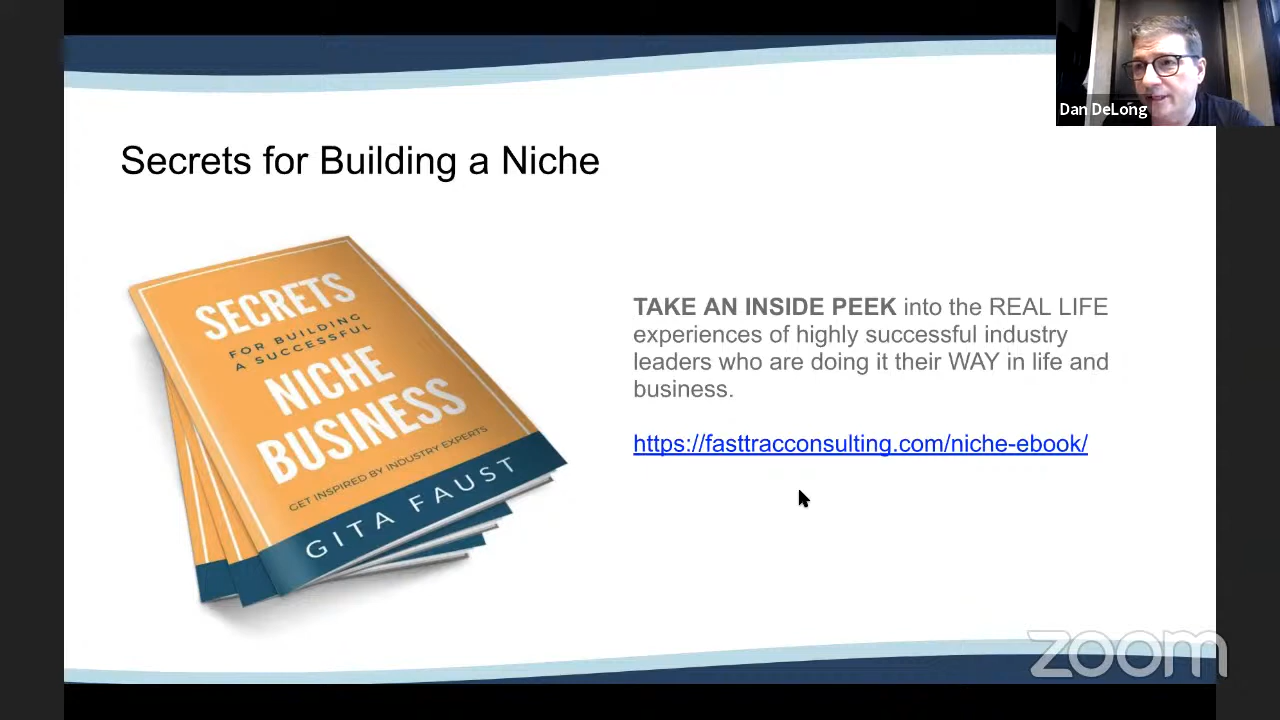 Dan DeLong
Secrets for Building a Niche
SECRETS
FOR BUILDING
A SUCCESSFUL
NICHE
BUSINESS
GET INSPIRED BY INDUSTRY EXPERTS
GITA FAUST
TAKE AN INSIDE PEEK into the REAL LIFE
experiences of highly successful industry
leaders who are doing it their WAY in life and
business.
https://fasttracconsulting.com/niche-ebook/
zoom